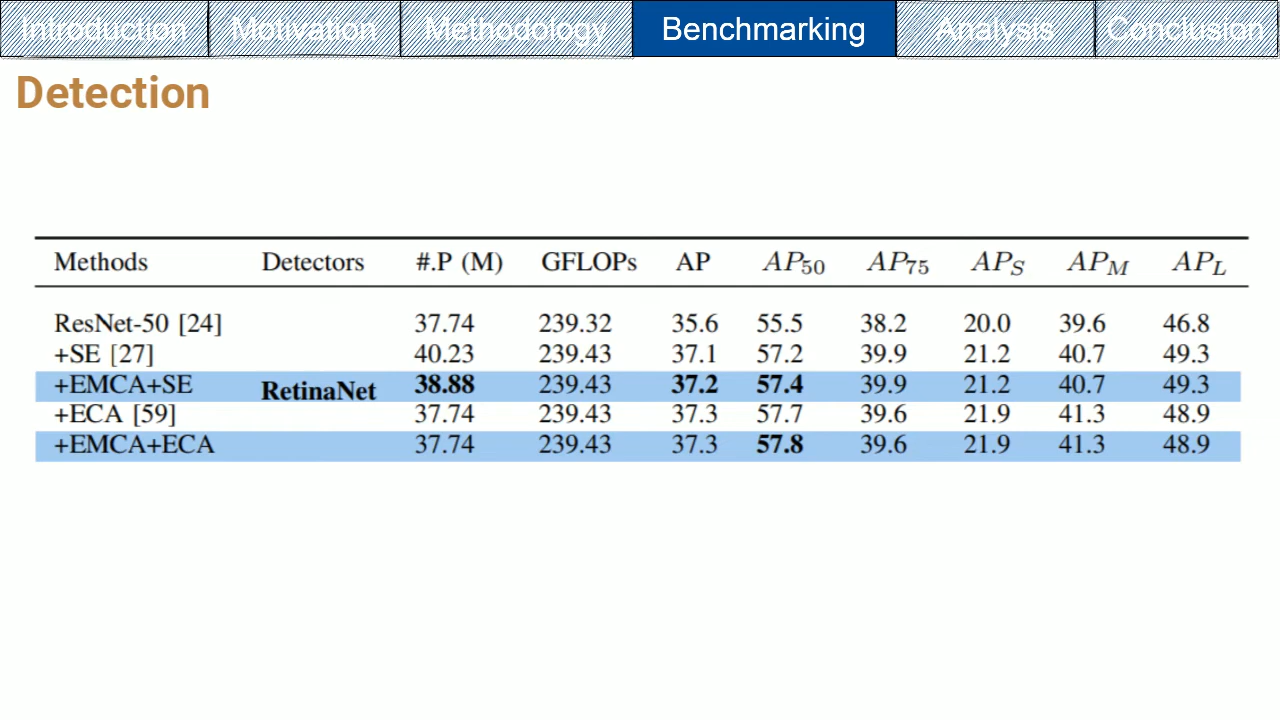 Introduction Motivation Methodology Benchmarking Analysis Conclusion
Detection
Methods Detectors #.P (M) GFLOPs AP AP50 AP75 APS APM APL
ResNet-50 [24] 37.74 239.32 35.6 55.5 38.2 20.0 39.6 46.8
+SE [27] 40.23 239.43 37.1 57.2 39.9 21.2 40.7 49.3
+EMCA+SE RetinaNet 38.88 239.43 37.2 57.4 39.9 21.2 40.7 49.3
+ECA [59] 37.74 239.43 37.3 57.7 39.6 21.9 41.3 48.9
+EMCA+ECA 37.74 239.43 37.3 57.8 39.6 21.9 41.3 48.9